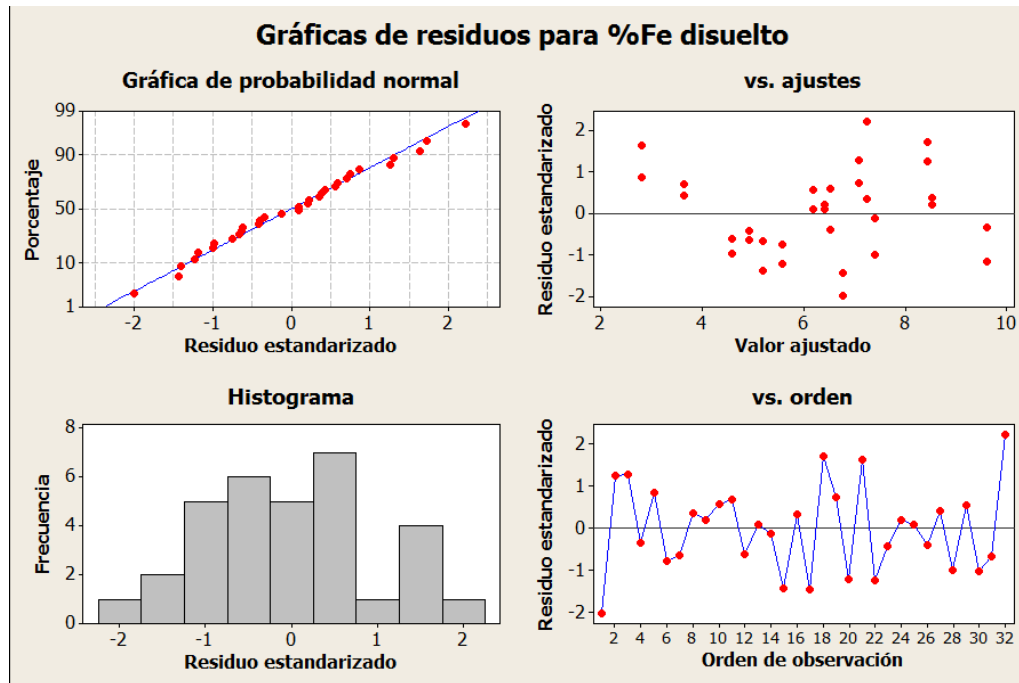 Gráficas de residuos para %Fe disuelto
Gráfica de probabilidad normal
99
90
50
10
1
Porcentaje
-2 -1 0 1 2
Residuo estandarizado
vs. ajustes
2
1
0
-1
-2
Residuo estandarizado
2 4 6 8 10
Valor ajustado
Histograma
8
6
4
2
0
Frecuencia
-2 -1 0 1 2
Residuo estandarizado
vs. orden
2
1
0
-1
-2
Residuo estandarizado
2 4 6 8 10 12 14 16 18 20 22 24 26 28 30 32
Orden de observación